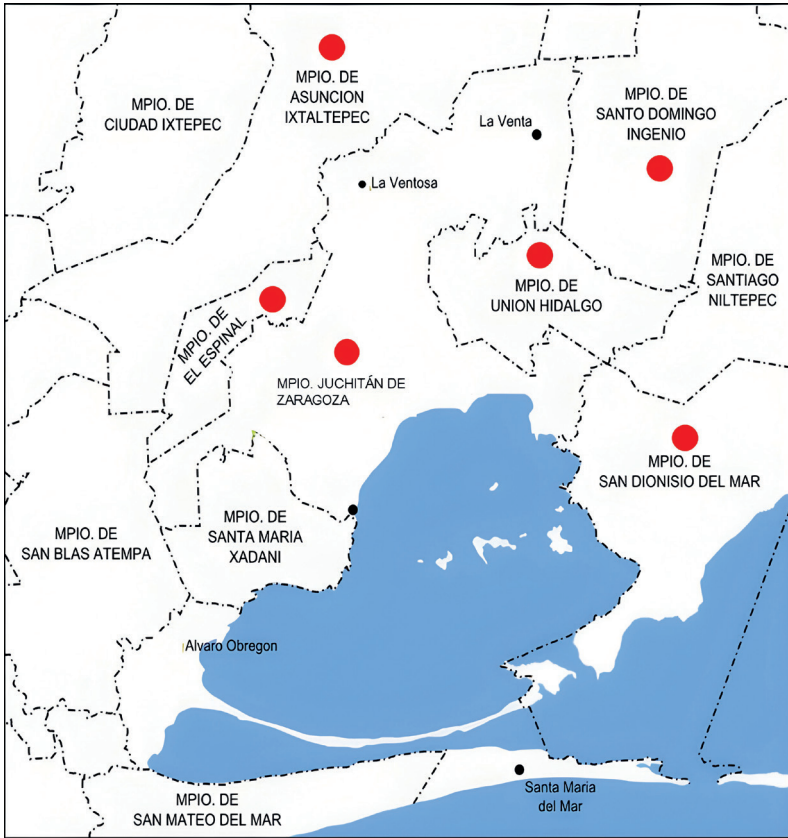 MPIO. DE
ASUNCION
IXTALTEPEC
MPIO. DE
CIUDAD IXTEPEC
La Venta
MPIO. DE
SANTO DOMINGO
INGENIO
La Ventosa
MPIO. DE
SANTIAGO
NILTEPEC
MPIO. DE
UNION HIDALGO
MPIO. DE
EL ESPINAL
MPIO. JUCHITÁN DE
ZARAGOZA
MPIO. DE
SAN DIONISIO DEL MAR
MPIO. DE
SAN BLAS ATEMPA
MPIO. DE
SANTA MARIA
XADANI
Alvaro Obregon
MPIO. DE
SAN MATEO DEL MAR
Santa Maria
del Mar